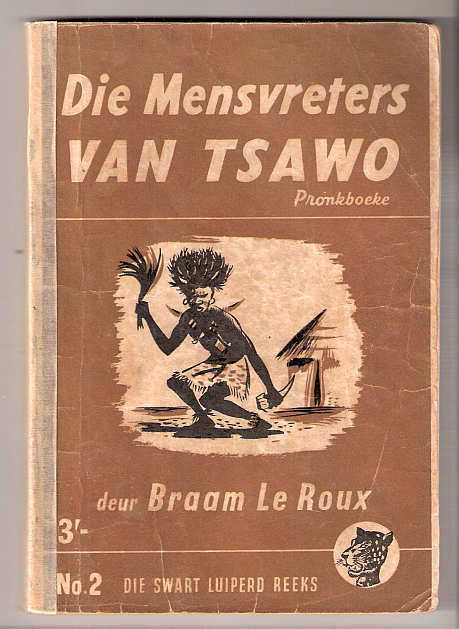 Die Mensvreters
VAN TSAWO
Pronkboeke
deur Braam Le Roux
3'-
No.2 DIE SWART LUIPERD REEKS